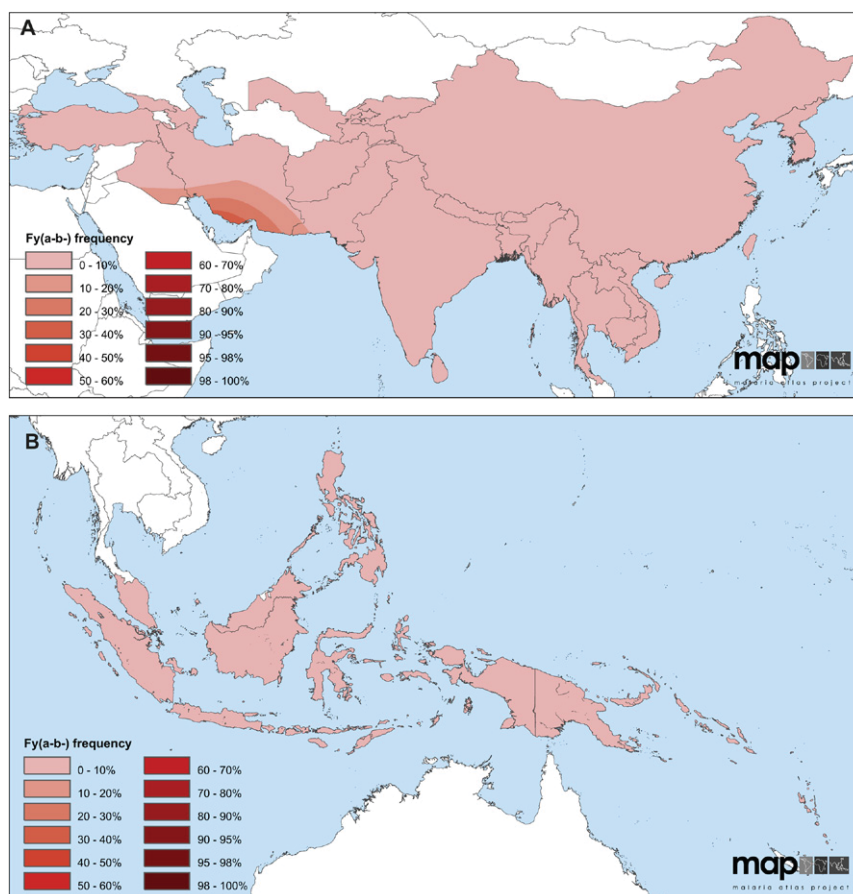 A
Fy(a-b-) frequency
0 - 10%
10 - 20%
20 - 30%
30 - 40%
40 - 50%
50 - 60%
60 - 70%
70 - 80%
80 - 90%
90 - 95%
95 - 98%
98 - 100%
map
malaria atlas project
B
Fy(a-b-) frequency
0 - 10%
10 - 20%
20 - 30%
30 - 40%
40 - 50%
50 - 60%
60 - 70%
70 - 80%
80 - 90%
90 - 95%
95 - 98%
98 - 100%
map
malaria atlas project